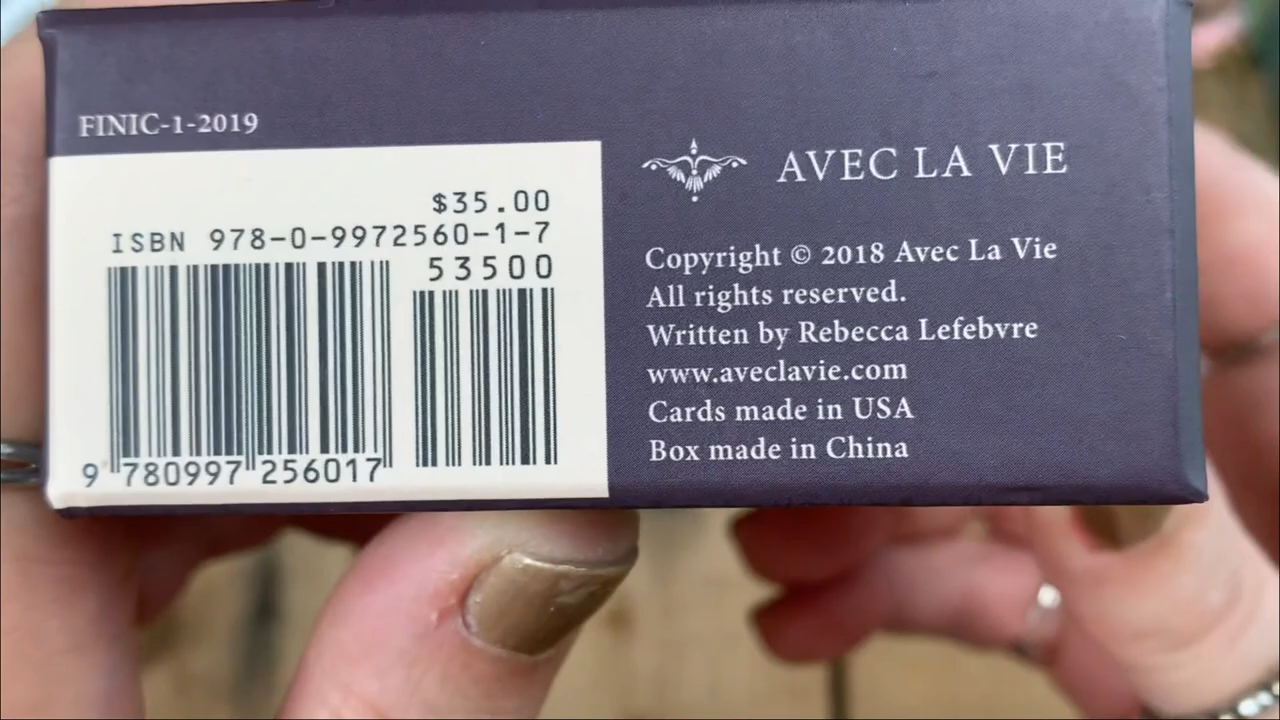 FINIC-1-2019
$35.00
ISBN 978-0-9972560-1-7
53500
9 780997 256017
AVEC LA VIE
Copyright © 2018 Avec La Vie
All rights reserved.
Written by Rebecca Lefebvre
www.aveclavie.com
Cards made in USA
Box made in China